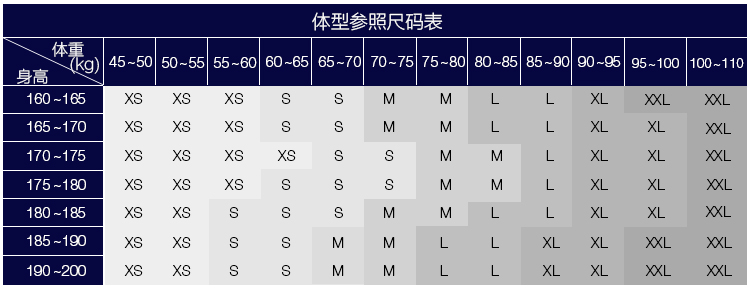 体型参照尺码表
体重(kg) 45~50 50~55 55~60 60~65 65~70 70~75 75~80 80~85 85~90 90~95 95~100 100~110
身高
160~165 XS XS XS S S M M L L XL XXL XXL
165~170 XS XS XS S S M M L L XL XL XXL
170~175 XS XS XS XS S S M M L XL XL XXL
175~180 XS XS XS S S S M M L XL XL XXL
180~185 XS XS S S S M M L L XL XL XXL
185~190 XS XS S S M M L L XL XL XXL XXL
190~200 XS XS S S M M L L XL XL XXL XXL